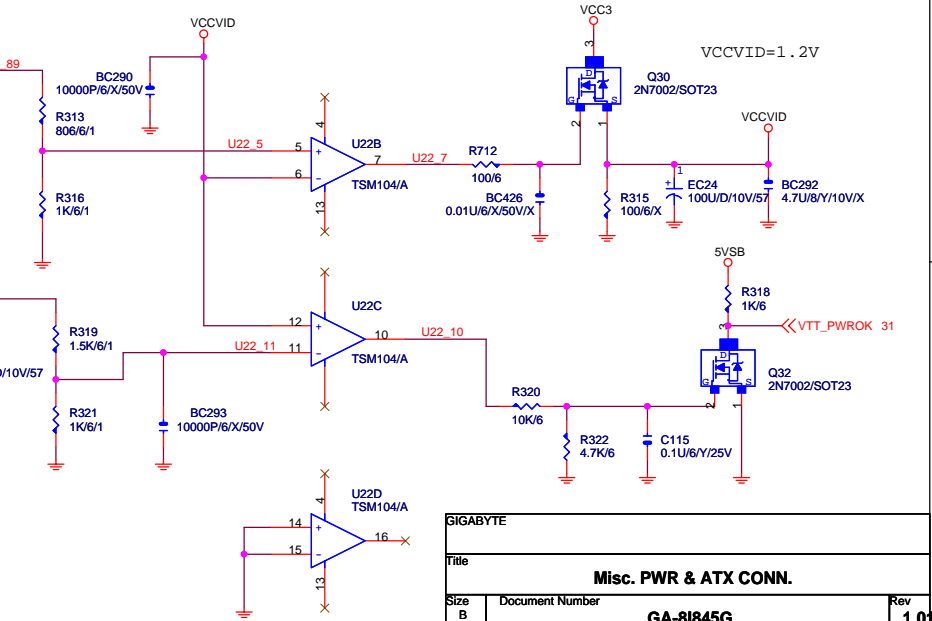 VCCVID
VCC3
VCCVID=1.2V
89
BC290
10000P/6/X/50V
R313
806/6/1
U22_5
5
+
6
-
4
13
U22B
7
TSM104/A
U22_7
R712
100/6
BC426
0.01U/6/X/50V/X
3
D
G
S
2
1
Q30
2N7002/SOT23
VCCVID
R315
100/6/X
1
+
EC24
100U/D/10V/57
BC292
4.7U/8/Y/10V/X
R316
1K/6/1
5VSB
R318
1K/6
3
VTT_PWROK 31
D
G
S
2
1
Q32
2N7002/SOT23
U22C
12
+
11
-
10
TSM104/A
U22_10
U22_11
R319
1.5K/6/1
/10V/57
R321
1K/6/1
BC293
10000P/6/X/50V
R320
10K/6
R322
4.7K/6
C115
0.1U/6/Y/25V
4
U22D
TSM104/A
14
+
15
-
16
13
GIGABYTE
Title
Misc. PWR & ATX CONN.
Size
B
Document Number
GA-8I845G
Rev
1.01